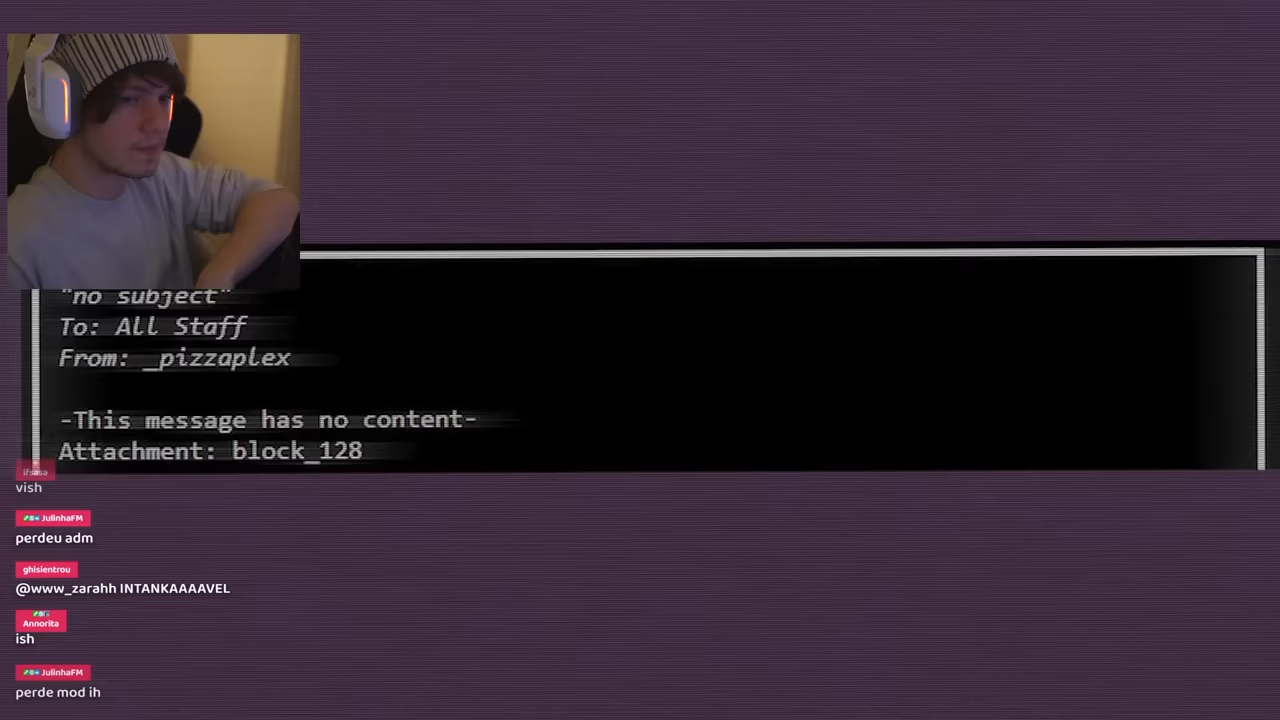 "no subject"
To: All Staff
From: _pizzaplex
-This message has no content-
Attachment: block_128
ifsasa
vish
JulinhaFM
perdeu adm
ghisientrou
@www_zarahh INTANKAAAAVEL
Annorita
ish
JulinhaFM
perde mod ih